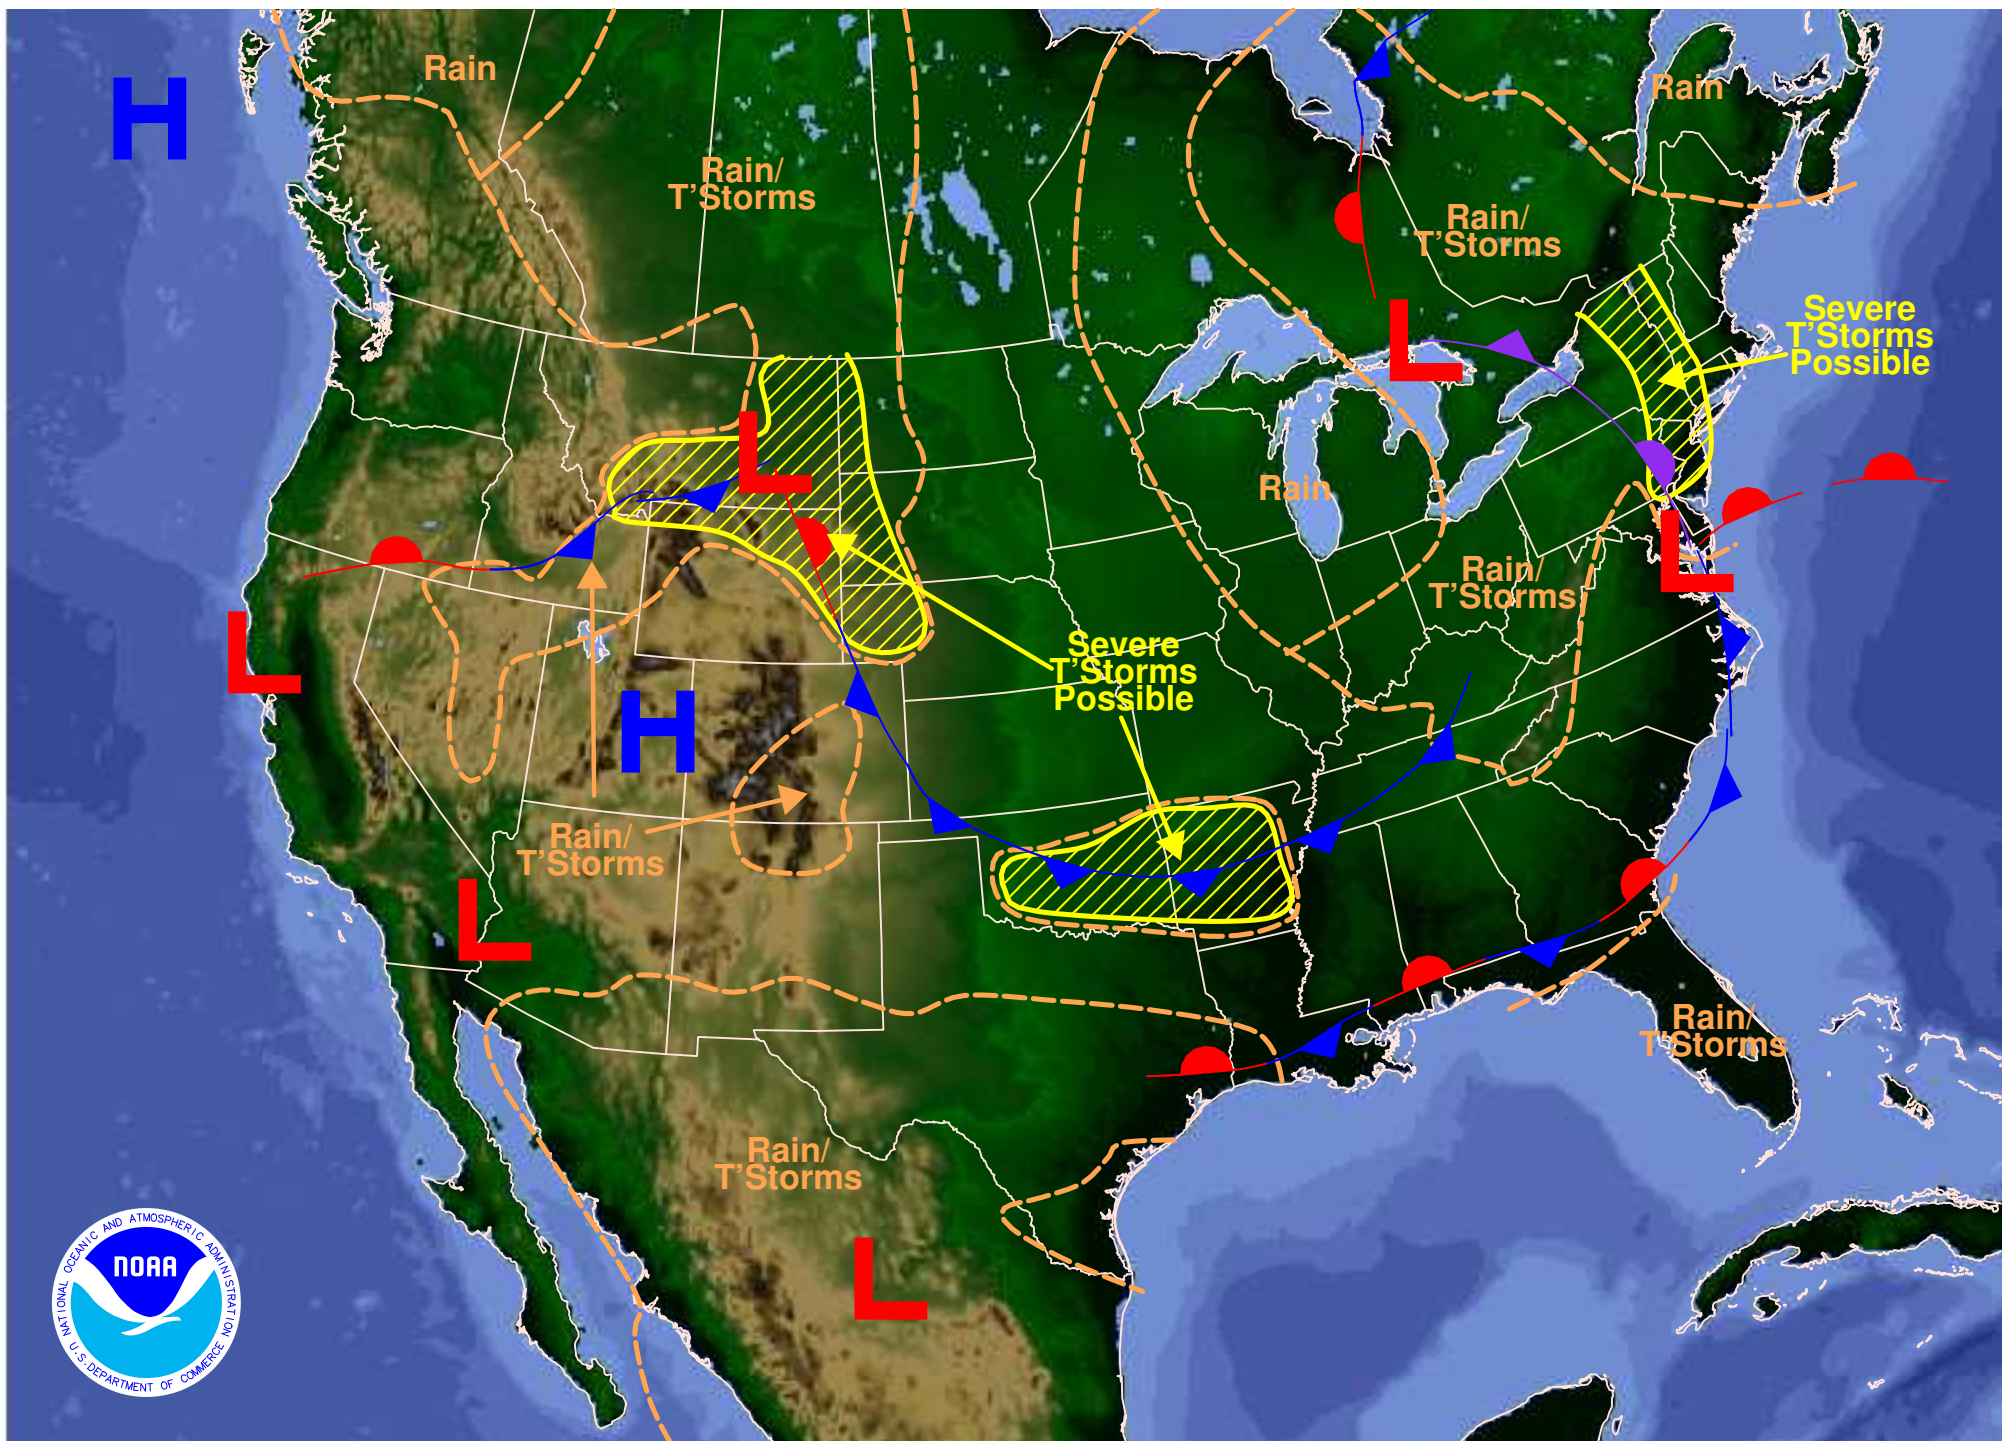 H
Rain
Rain
Rain/
T'Storms
Rain/
T'Storms
Severe
T'Storms
Possible
L
L
Rain
Rain/
T'Storms
L
L
Severe
T'Storms
Possible
H
Rain/
T'Storms
L
Rain/
T'Storms
Rain/
T'Storms
L
NATIONAL OCEANIC AND ATMOSPHERIC ADMINISTRATION
NOAA
U.S. DEPARTMENT OF COMMERCE